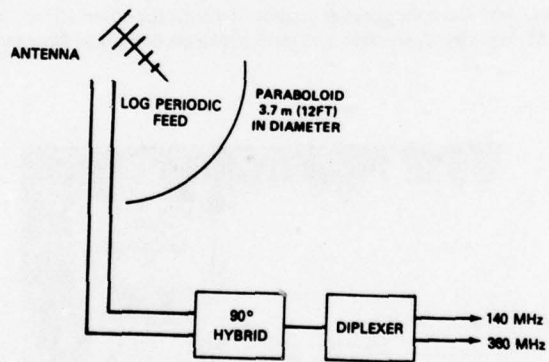 ANTENNA
LOG PERIODIC
FEED
PARABOLOID
3.7 m (12FT)
IN DIAMETER
90°
HYBRID
DIPLEXER
140 MHz
360 MHz